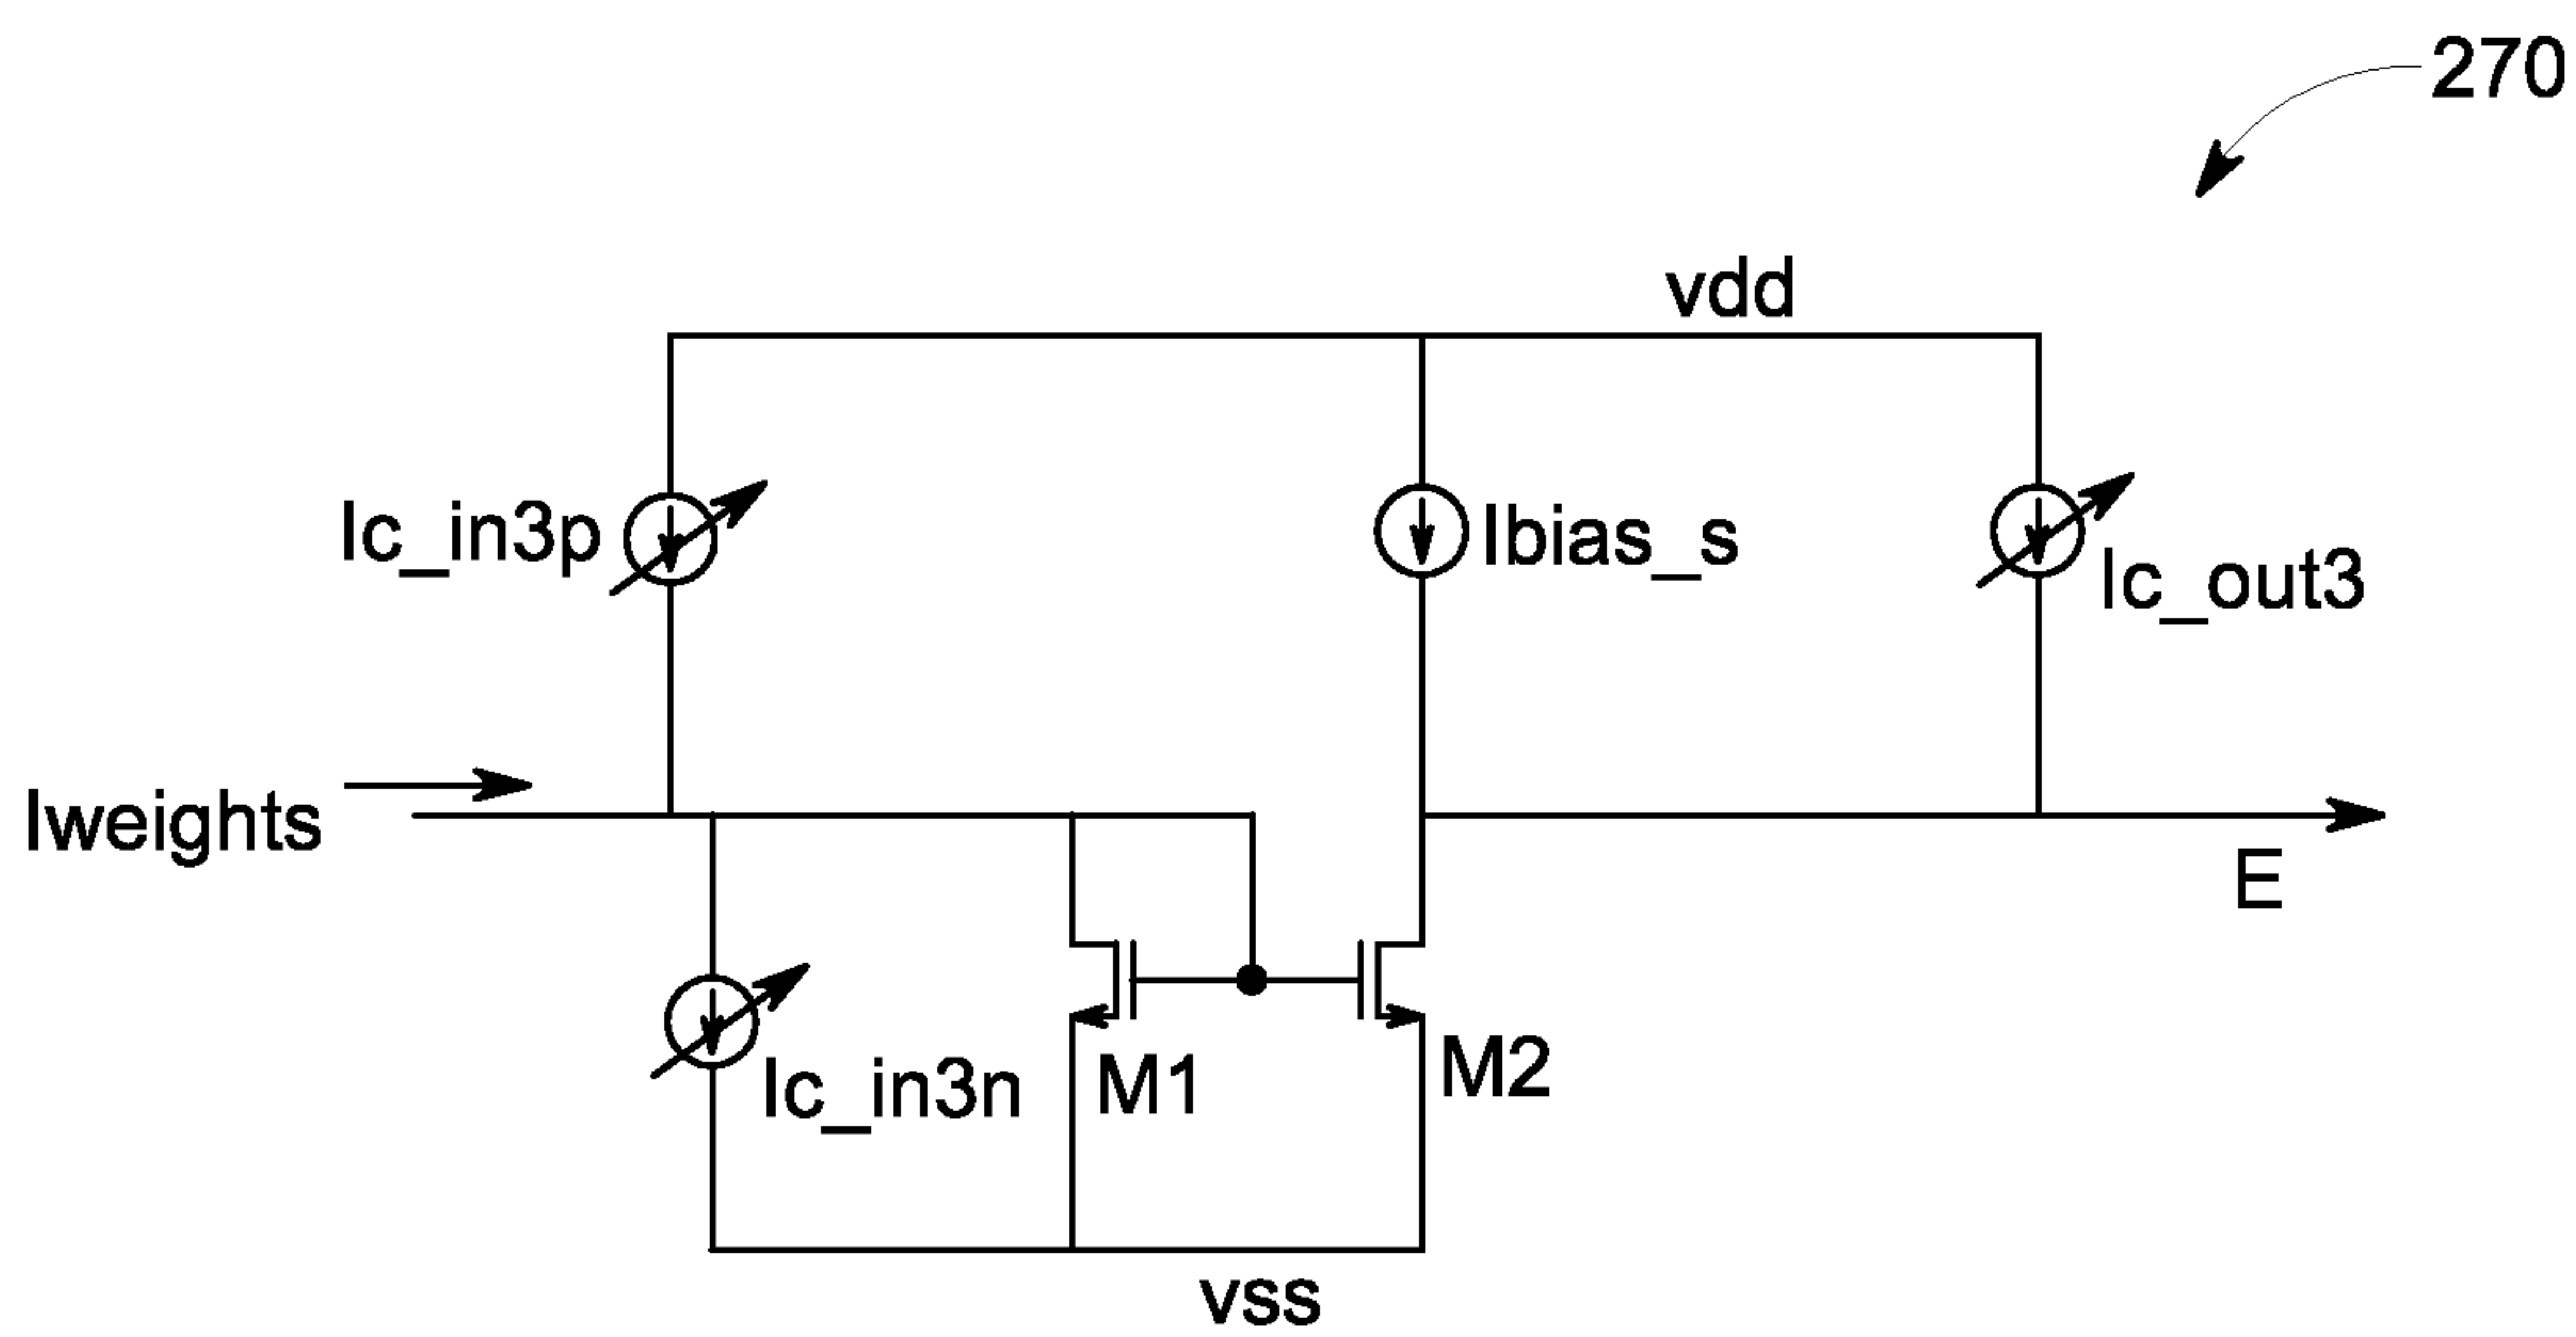 270
vdd
Ic_in3p
Ibias_s
Ic_out3
Iweights
E
Ic_in3n
M1
M2
vss